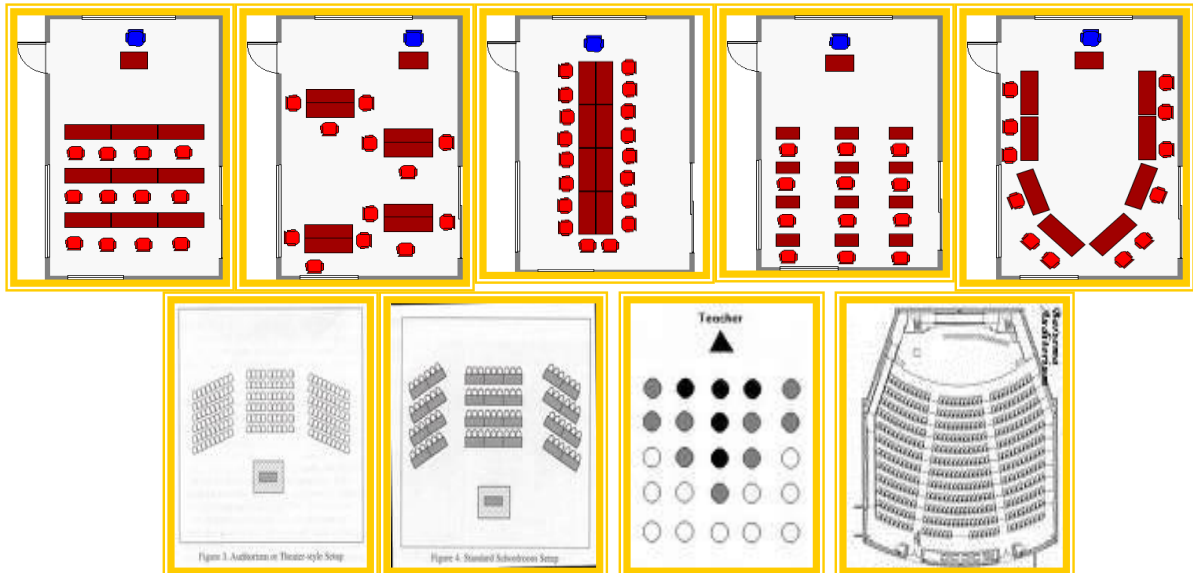 Figure 3. Auditorium or Theater-style Setup
Figure 4. Standard Schoolroom Setup
Teacher